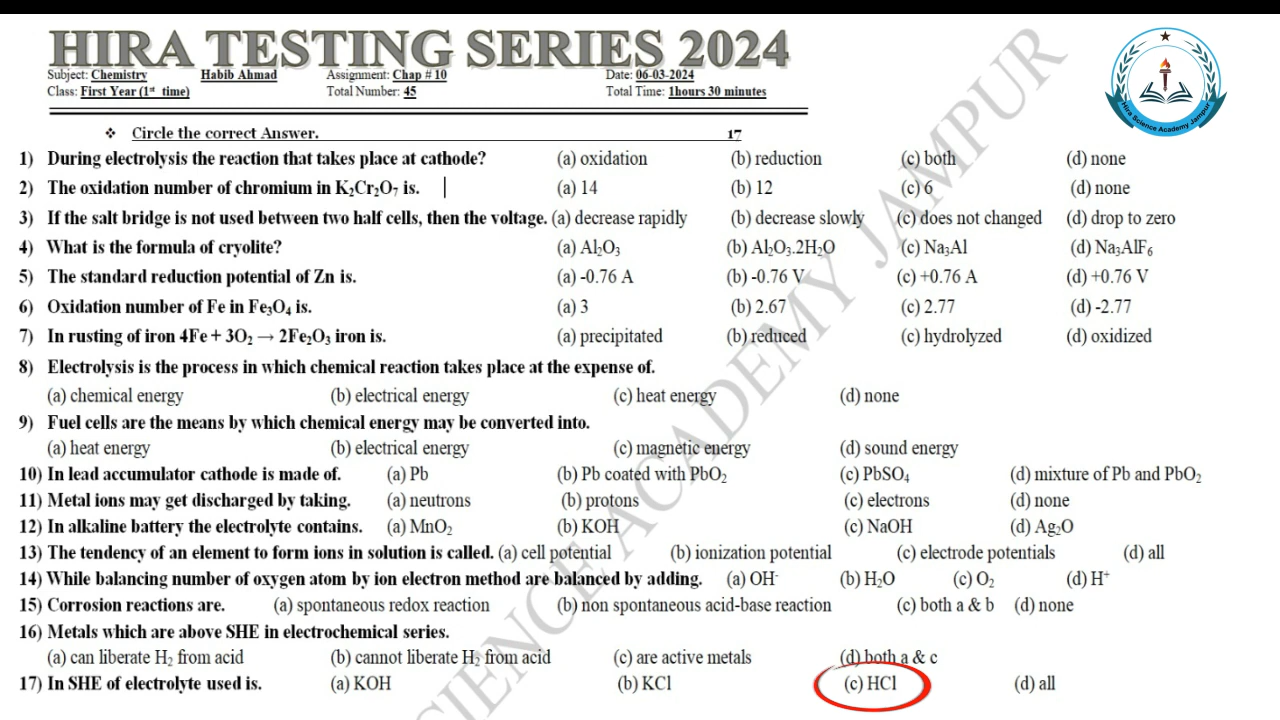 HIRA TESTING SERIES 2024
Subject: Chemistry Habib Ahmad Assignment: Chap # 10 Date: 06-03-2024
Class: First Year (1st time) Total Number: 45 Total Time: 1hours 30 minutes
Hira Science Academy Jampur
❖ Circle the correct Answer. 17
1) During electrolysis the reaction that takes place at cathode? (a) oxidation (b) reduction (c) both (d) none
2) The oxidation number of chromium in K₂Cr₂O₇ is. (a) 14 (b) 12 (c) 6 (d) none
3) If the salt bridge is not used between two half cells, then the voltage. (a) decrease rapidly (b) decrease slowly (c) does not changed (d) drop to zero
4) What is the formula of cryolite? (a) Al₂O₃ (b) Al₂O₃.2H₂O (c) Na₃Al (d) Na₃AlF₆
5) The standard reduction potential of Zn is. (a) -0.76 A (b) -0.76 V (c) +0.76 A (d) +0.76 V
6) Oxidation number of Fe in Fe₃O₄ is. (a) 3 (b) 2.67 (c) 2.77 (d) -2.77
7) In rusting of iron 4Fe + 3O₂ → 2Fe₂O₃ iron is. (a) precipitated (b) reduced (c) hydrolyzed (d) oxidized
8) Electrolysis is the process in which chemical reaction takes place at the expense of.
(a) chemical energy (b) electrical energy (c) heat energy (d) none
9) Fuel cells are the means by which chemical energy may be converted into.
(a) heat energy (b) electrical energy (c) magnetic energy (d) sound energy
10) In lead accumulator cathode is made of. (a) Pb (b) Pb coated with PbO₂ (c) PbSO₄ (d) mixture of Pb and PbO₂
11) Metal ions may get discharged by taking. (a) neutrons (b) protons (c) electrons (d) none
12) In alkaline battery the electrolyte contains. (a) MnO₂ (b) KOH (c) NaOH (d) Ag₂O
13) The tendency of an element to form ions in solution is called. (a) cell potential (b) ionization potential (c) electrode potentials (d) all
14) While balancing number of oxygen atom by ion electron method are balanced by adding. (a) OH⁻ (b) H₂O (c) O₂ (d) H⁺
15) Corrosion reactions are. (a) spontaneous redox reaction (b) non spontaneous acid-base reaction (c) both a & b (d) none
16) Metals which are above SHE in electrochemical series.
(a) can liberate H₂ from acid (b) cannot liberate H₂ from acid (c) are active metals (d) both a & c
17) In SHE of electrolyte used is. (a) KOH (b) KCl (c) HCl (d) all
SCIENCE ACADEMY JAMPUR